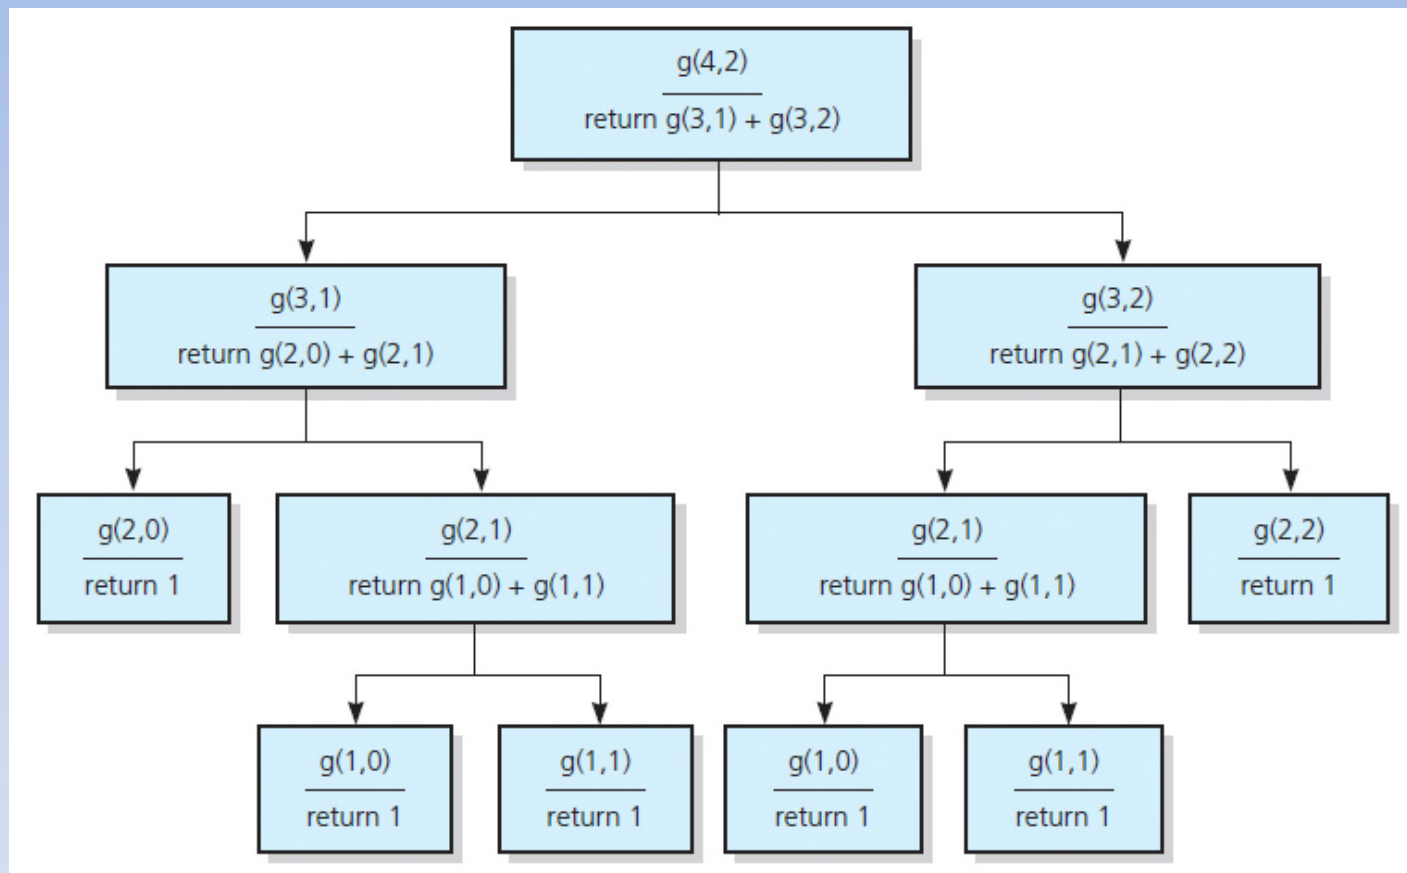 g(4,2)
return g(3,1) + g(3,2)
g(3,1)
return g(2,0) + g(2,1)
g(3,2)
return g(2,1) + g(2,2)
g(2,0)
return 1
g(2,1)
return g(1,0) + g(1,1)
g(2,1)
return g(1,0) + g(1,1)
g(2,2)
return 1
g(1,0)
return 1
g(1,1)
return 1
g(1,0)
return 1
g(1,1)
return 1